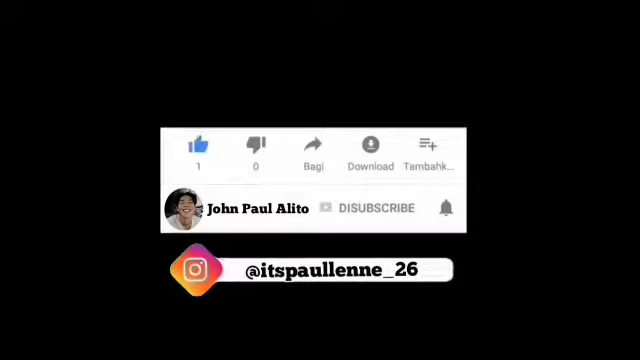 1 0 Bagi Download Tambahk...
John Paul Alito DISUBSCRIBE
@itspaullenne_26